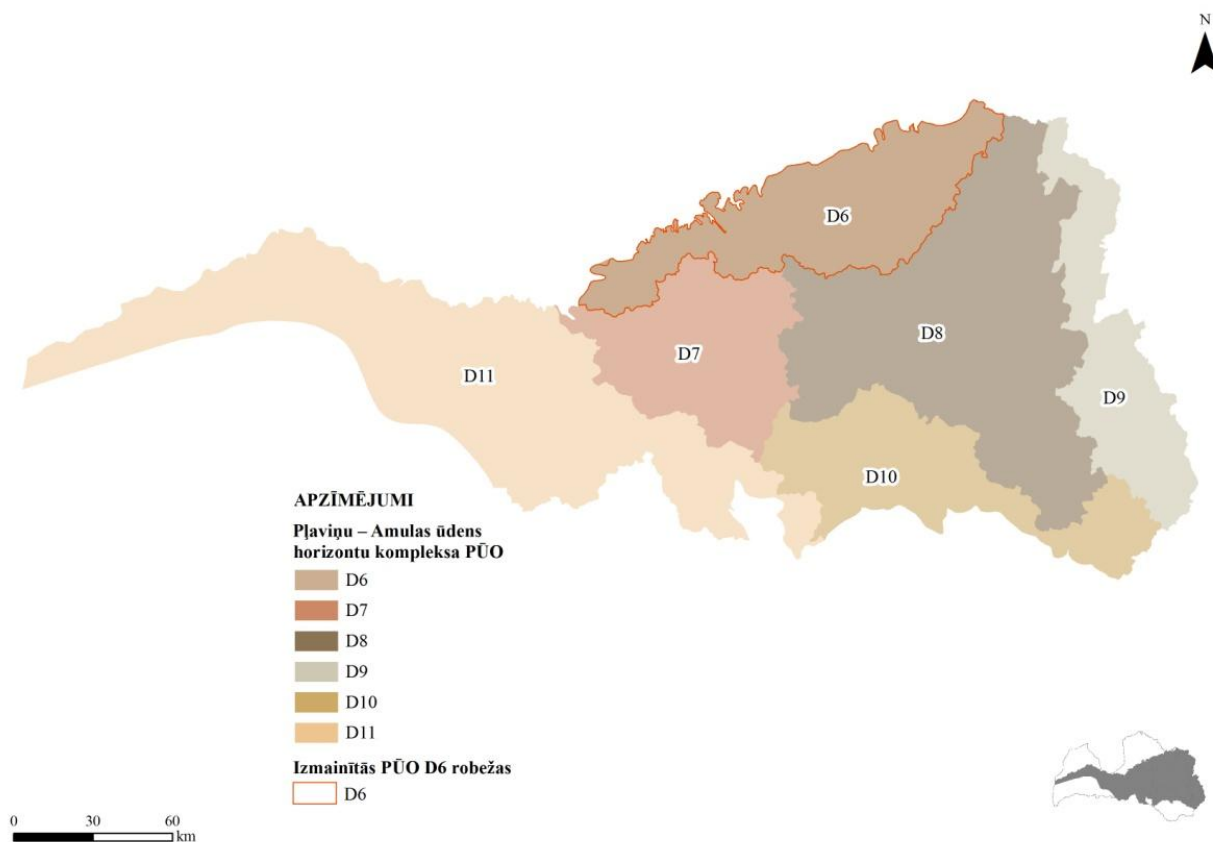 N
D6
D8
D7
D11
D9
D10
APZĪMĒJUMI
Pļaviņu – Amulas ūdens
horizontu kompleksa PŪO
D6
D7
D8
D9
D10
D11
Izmainītās PŪO D6 robežas
D6
0 30 60
km